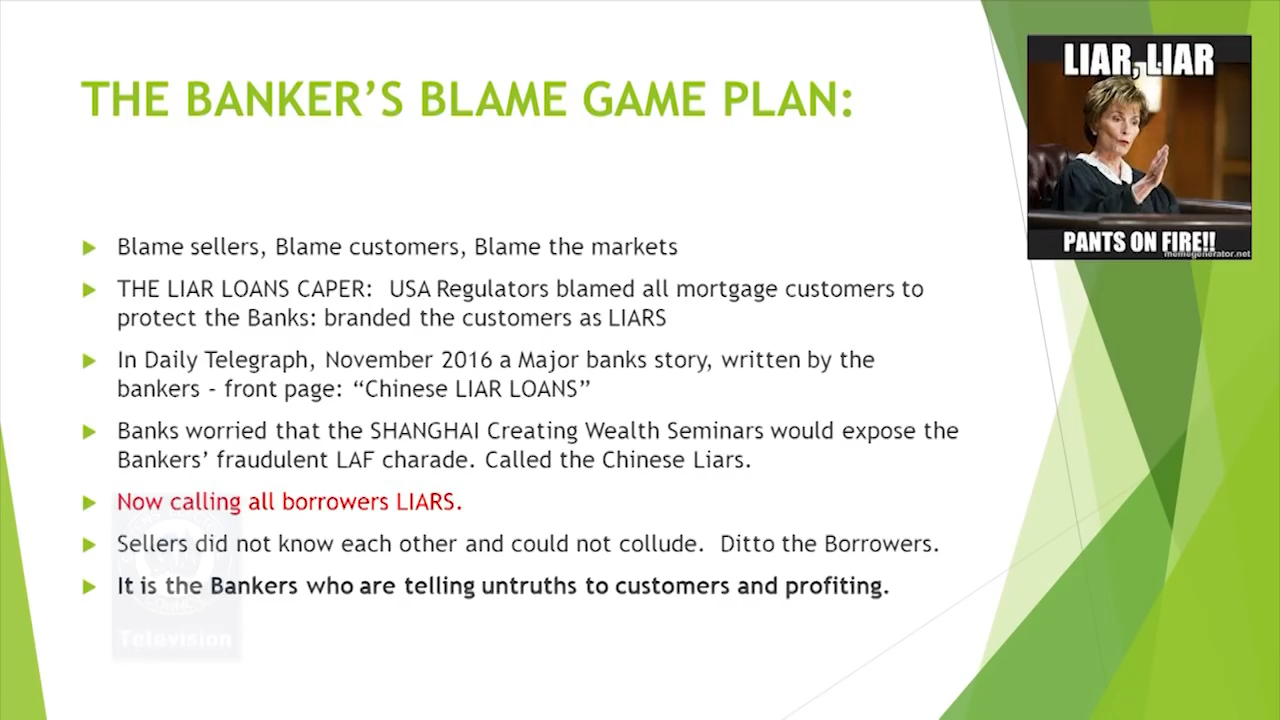 THE BANKER'S BLAME GAME PLAN:
LIAR, LIAR
PANTS ON FIRE!!
memegenerator.net
Blame sellers, Blame customers, Blame the markets
THE LIAR LOANS CAPER: USA Regulators blamed all mortgage customers to
protect the Banks: branded the customers as LIARS
In Daily Telegraph, November 2016 a Major banks story, written by the
bankers - front page: “Chinese LIAR LOANS”
Banks worried that the SHANGHAI Creating Wealth Seminars would expose the
Bankers’ fraudulent LAF charade. Called the Chinese Liars.
Now calling all borrowers LIARS.
Sellers did not know each other and could not collude. Ditto the Borrowers.
It is the Bankers who are telling untruths to customers and profiting.
Television